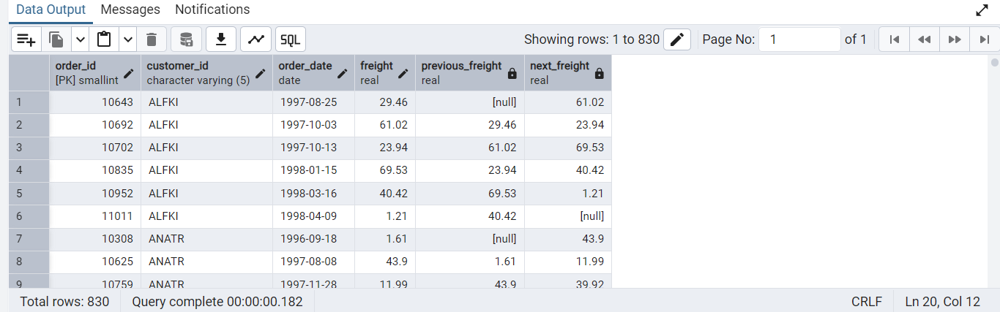 Data Output Messages Notifications
SQL Showing rows: 1 to 830 Page No: 1 of 1
order_id customer_id order_date freight previous_freight next_freight
[PK] smallint character varying (5) date real real real
1 10643 ALFKI 1997-08-25 29.46 [null] 61.02
2 10692 ALFKI 1997-10-03 61.02 29.46 23.94
3 10702 ALFKI 1997-10-13 23.94 61.02 69.53
4 10835 ALFKI 1998-01-15 69.53 23.94 40.42
5 10952 ALFKI 1998-03-16 40.42 69.53 1.21
6 11011 ALFKI 1998-04-09 1.21 40.42 [null]
7 10308 ANATR 1996-09-18 1.61 [null] 43.9
8 10625 ANATR 1997-08-08 43.9 1.61 11.99
9 10759 ANATR 1997-11-28 11.99 43.9 39.92
Total rows: 830 Query complete 00:00:00.182 CRLF Ln 20, Col 12